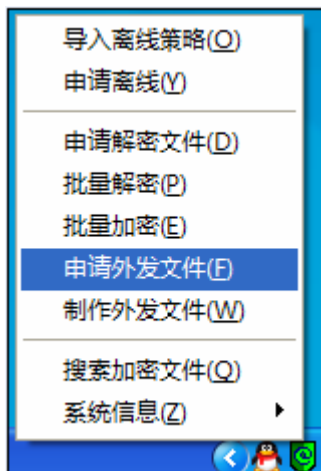 导入离线策略(O)
申请离线(Y)
申请解密文件(D)
批量解密(P)
批量加密(E)
申请外发文件(F)
制作外发文件(W)
搜素加密文件(Q)
系统信息(Z)